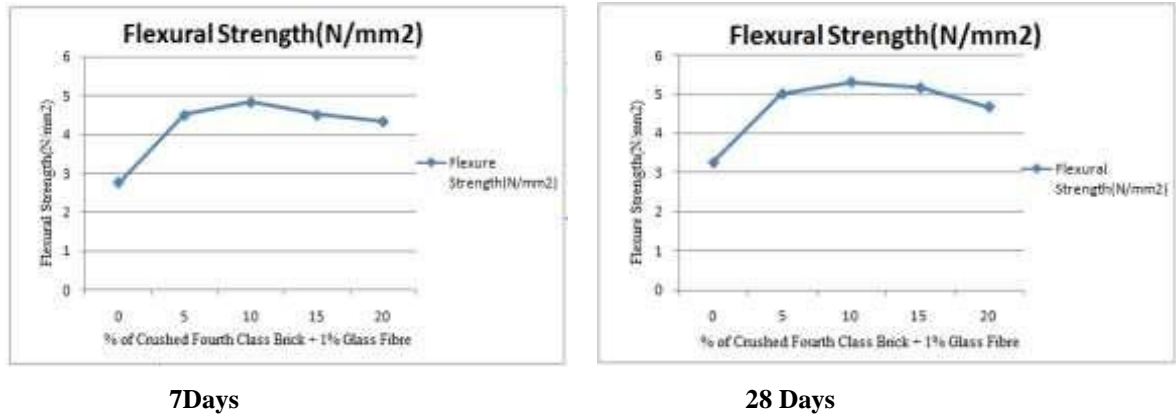 Flexural Strength(N/mm2)
6
5
4
3
2
1
0
Flexural Strength(N/mm2)
0 5 10 15 20
% of Crushed Fourth Class Brick + 1% Glass Fibre
Flexure
Strength(N/mm2)
7Days
Flexural Strength(N/mm2)
6
5
4
3
2
1
0
Flexure Strength(N/mm2)
0 5 10 15 20
% of Crushed Fourth Class Brick + 1% Glass Fibre
Flexural
Strength(N/mm2)
28 Days